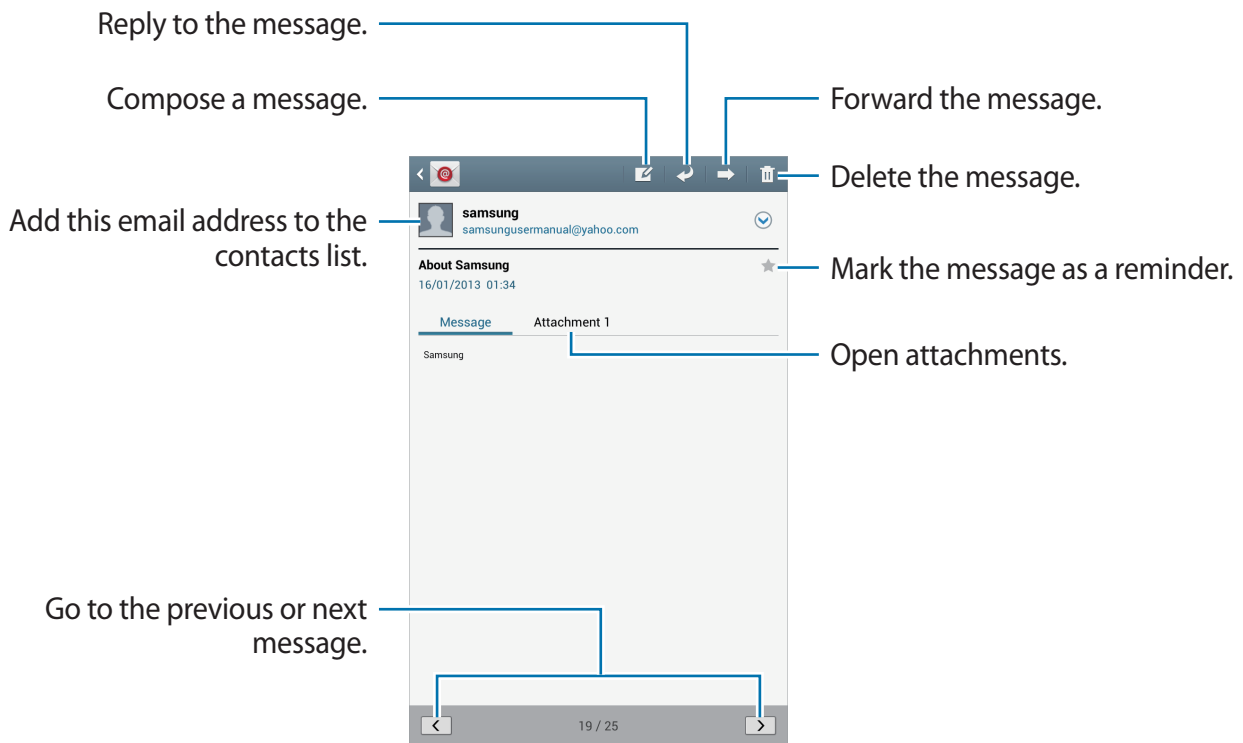 Reply to the message.
Compose a message.
Forward the message.
Delete the message.
Add this email address to the
contacts list.
samsung
samsungusermanual@yahoo.com
About Samsung
16/01/2013 01:34
Mark the message as a reminder.
Message
Attachment 1
Open attachments.
Samsung
Go to the previous or next
message.
19 / 25